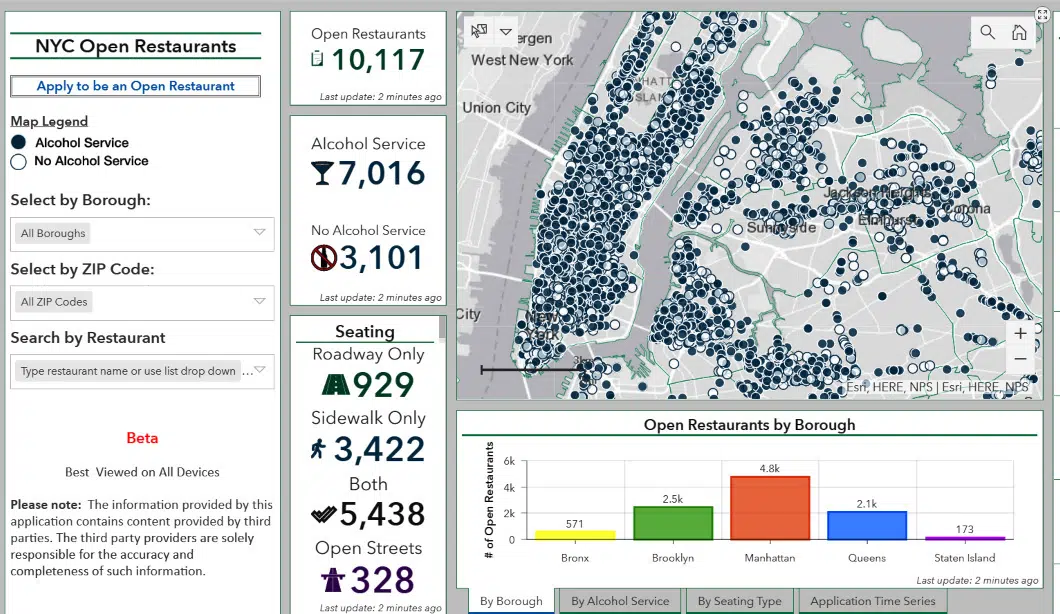 NYC Open Restaurants
Apply to be an Open Restaurant
Map Legend
Alcohol Service
No Alcohol Service
Select by Borough:
All Boroughs
Select by ZIP Code:
All ZIP Codes
Search by Restaurant
Type restaurant name or use list drop down ...
Beta
Best Viewed on All Devices
Please note: The information provided by this
application contains content provided by third
parties. The third party providers are solely
responsible for the accuracy and
completeness of such information.
Open Restaurants
10,117
Last update: 2 minutes ago
Alcohol Service
7,016
No Alcohol Service
3,101
Last update: 2 minutes ago
Seating
Roadway Only
929
Sidewalk Only
3,422
Both
5,438
Open Streets
328
Last update: 2 minutes ago
ergen
West New York
Union City
City
New
York
Jackson Heights
Corona
Elmhurst
Sunnyside
+
−
Esri, HERE, NPS | Esri, HERE, NPS
Open Restaurants by Borough
# of Open Restaurants
6k
4k
2k
0
571
2.5k
4.8k
2.1k
173
Bronx
Brooklyn
Manhattan
Queens
Staten Island
Last update: 2 minutes ago
By Borough
By Alcohol Service
By Seating Type
Application Time Series